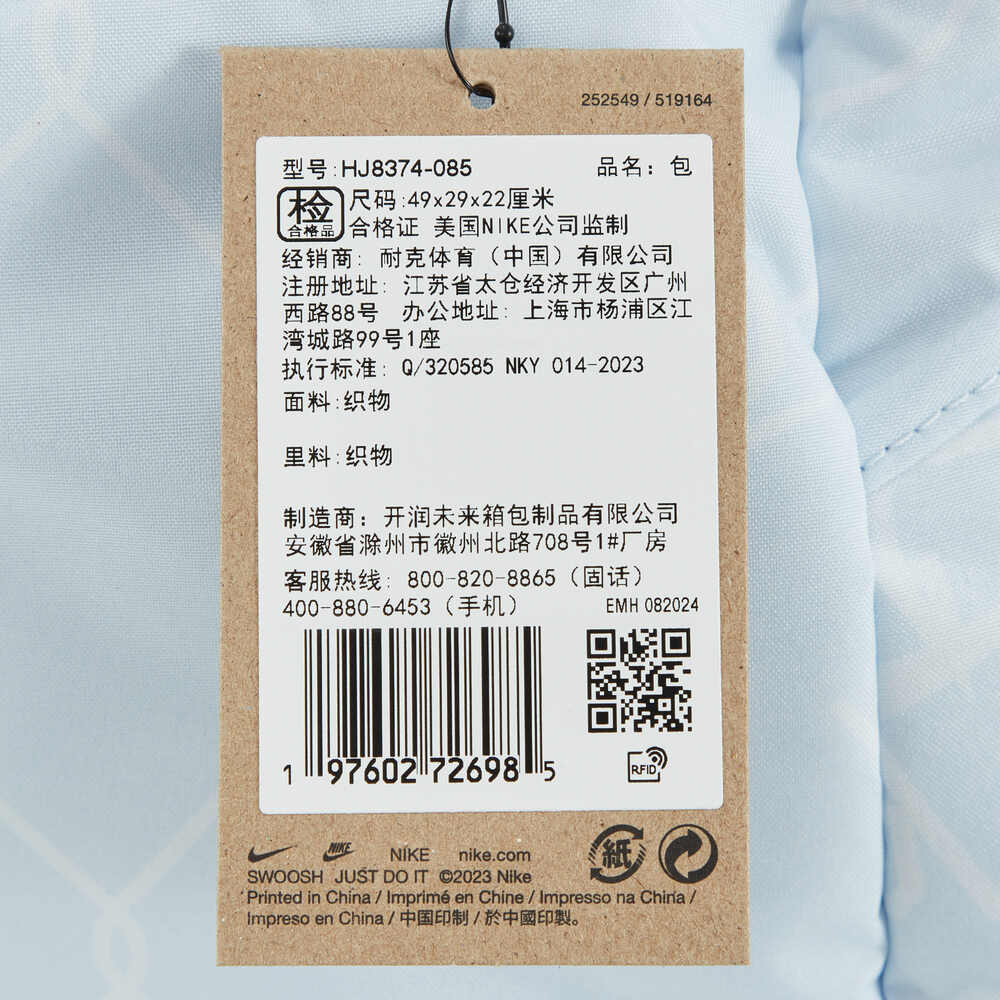 252549 / 519164
型号:HJ8374-085 品名：包
检 合格品 尺码:49x29x22厘米
合格证 美国NIKE公司监制
经销商：耐克体育（中国）有限公司
注册地址：江苏省太仓经济开发区广州
西路88号 办公地址：上海市杨浦区江
湾城路99号1座
执行标准：Q/320585 NKY 014-2023
面料:织物
里料:织物
制造商：开润未来箱包制品有限公司
安徽省滁州市徽州北路708号1#厂房
客服热线：800-820-8865（固话）
400-880-6453（手机） EMH 082024
1 97602 72698 5
RFID
NIKE NIKE nike.com 紙
SWOOSH JUST DO IT ©2023 Nike
Printed in China / Imprimé en Chine / Impresso na China /
Impreso en China / 中国印制 / 於中國印製。